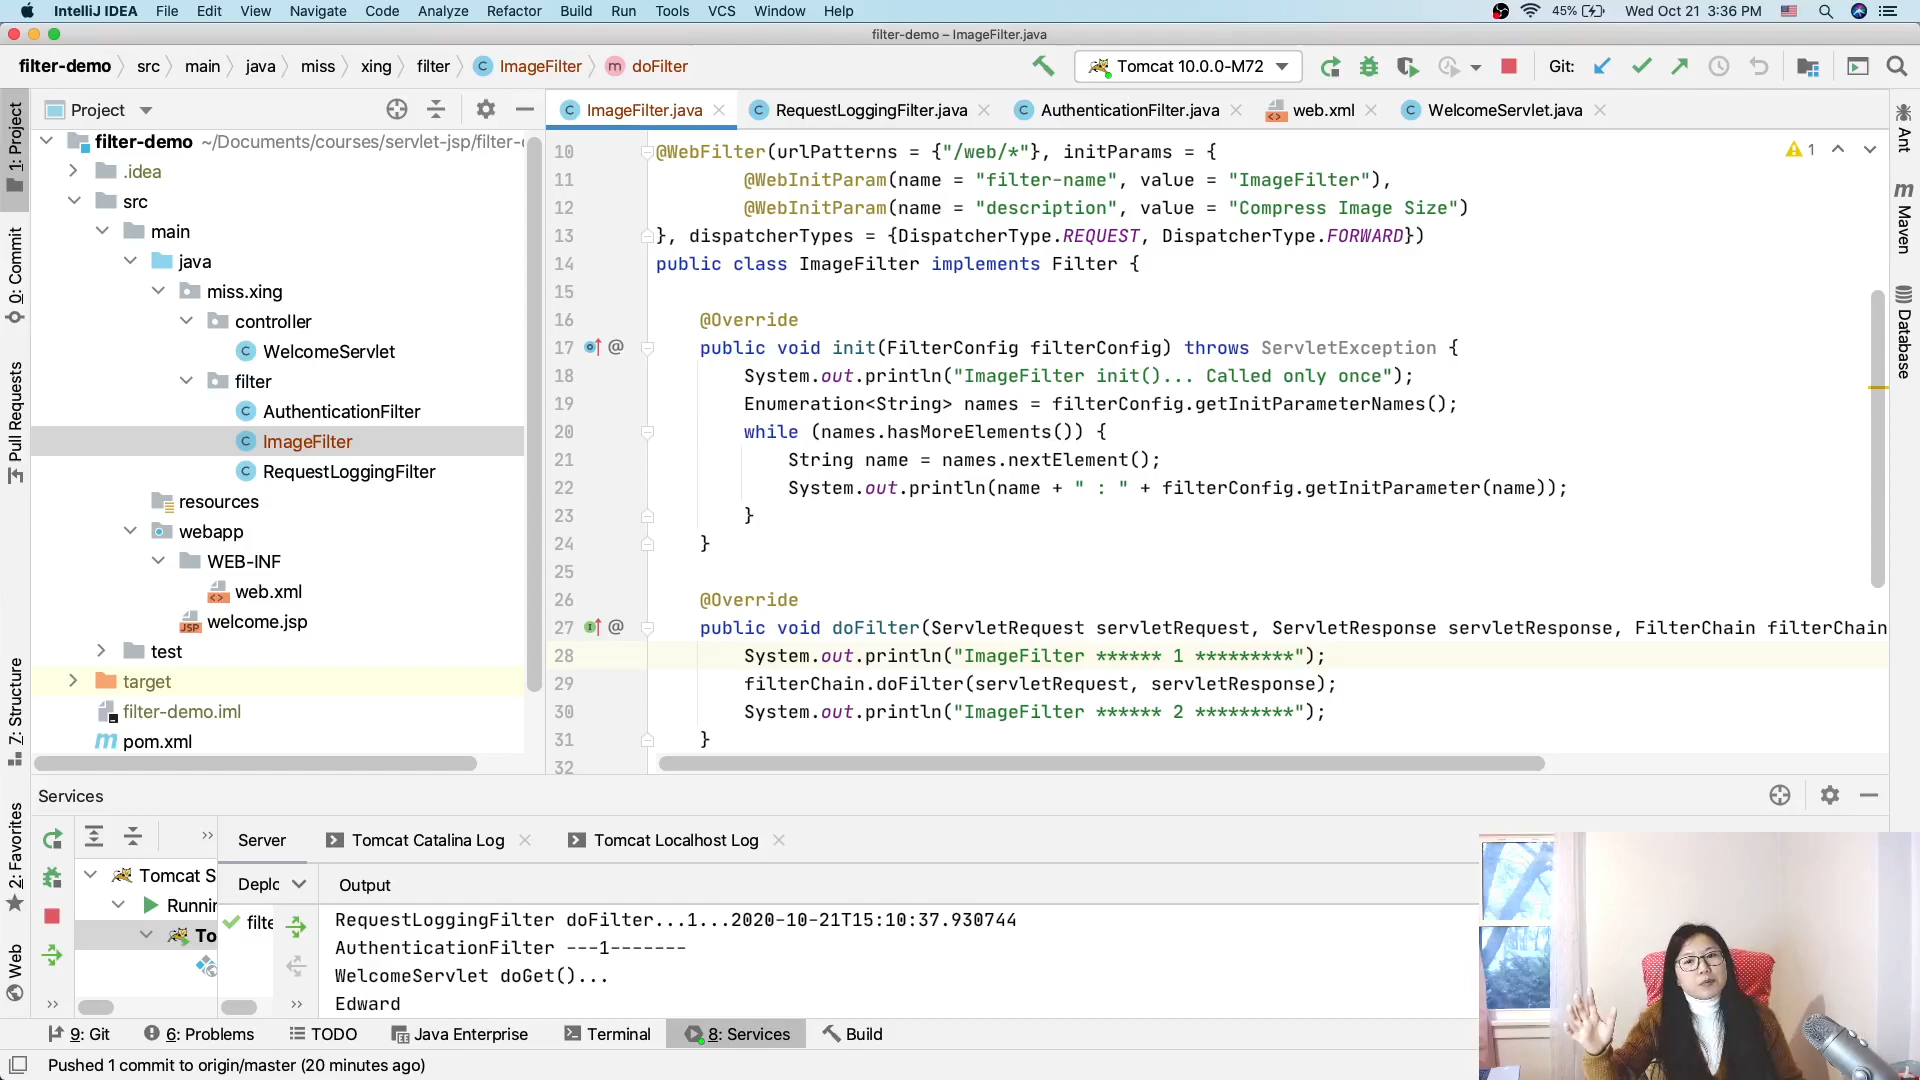 IntelliJ IDEA File Edit View Navigate Code Analyze Refactor Build Run Tools VCS Window Help 45% Wed Oct 21 3:36 PM
filter-demo – ImageFilter.java
filter-demo src main java miss xing filter C ImageFilter m doFilter Tomcat 10.0.0-M72 Git:
Project ImageFilter.java RequestLoggingFilter.java AuthenticationFilter.java web.xml WelcomeServlet.java
filter-demo ~/Documents/courses/servlet-jsp/filter-
.idea
src
main
java
miss.xing
controller
WelcomeServlet
filter
AuthenticationFilter
ImageFilter
RequestLoggingFilter
resources
webapp
WEB-INF
web.xml
welcome.jsp
test
target
filter-demo.iml
pom.xml
10 @WebFilter(urlPatterns = {"/web/*"}, initParams = {
11 @WebInitParam(name = "filter-name", value = "ImageFilter"),
12 @WebInitParam(name = "description", value = "Compress Image Size")
13 }, dispatcherTypes = {DispatcherType.REQUEST, DispatcherType.FORWARD})
14 public class ImageFilter implements Filter {
15
16 @Override
17 public void init(FilterConfig filterConfig) throws ServletException {
18 System.out.println("ImageFilter init()... Called only once");
19 Enumeration<String> names = filterConfig.getInitParameterNames();
20 while (names.hasMoreElements()) {
21 String name = names.nextElement();
22 System.out.println(name + " : " + filterConfig.getInitParameter(name));
23 }
24 }
25
26 @Override
27 public void doFilter(ServletRequest servletRequest, ServletResponse servletResponse, FilterChain filterChain
28 System.out.println("ImageFilter ****** 1 *********");
29 filterChain.doFilter(servletRequest, servletResponse);
30 System.out.println("ImageFilter ****** 2 *********");
31 }
32
1
1: Project
0: Commit
Pull Requests
7: Structure
2: Favorites
Web
Ant
Maven
Database
Services
Server Tomcat Catalina Log Tomcat Localhost Log
Tomcat S
Runnin
To
Deplo Output
filte
RequestLoggingFilter doFilter...1...2020-10-21T15:10:37.930744
AuthenticationFilter ---1-------
WelcomeServlet doGet()...
Edward
9: Git 6: Problems TODO Java Enterprise Terminal 8: Services Build
Pushed 1 commit to origin/master (20 minutes ago)